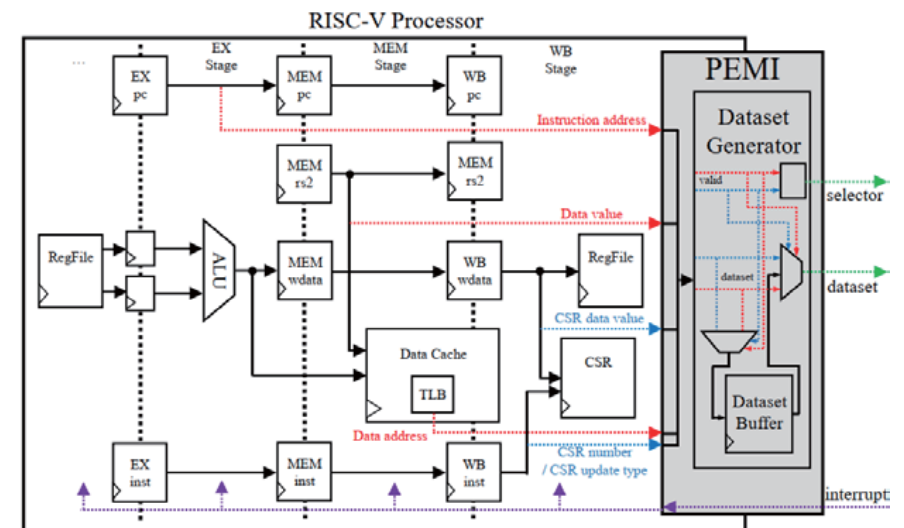 RISC-V Processor
...
EX
Stage
MEM
Stage
WB
Stage
PEMI
EX
pc
MEM
pc
WB
pc
Dataset
Generator
Instruction address
MEM
rs2
MEM
rs2
valid
selector
Data value
RegFile
ALU
MEM
wdata
WB
wdata
RegFile
dataset
dataset
CSR data value
Data Cache
TLB
CSR
Dataset
Buffer
Data address
CSR number
/ CSR update type
EX
inst
MEM
inst
WB
inst
interrupt